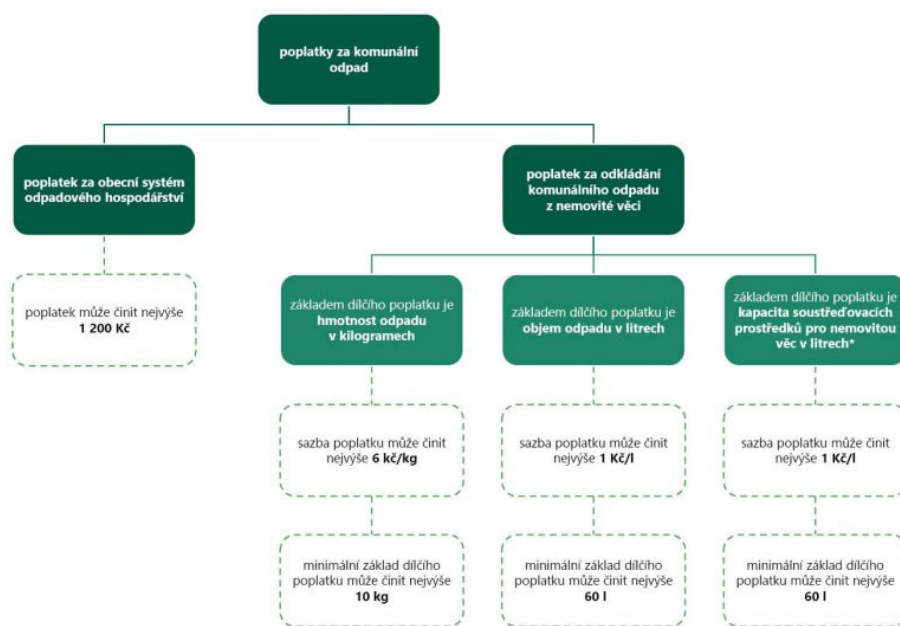 poplatky za komunální
odpad
poplatek za obecní systém
odpadového hospodářství
poplatek za odkládání
komunálního odpadu
z nemovité věci
poplatek může činit nejvýše
1 200 Kč
základem dílčího poplatku je
hmotnost odpadu
v kilogramech
základem dílčího poplatku je
objem odpadu v litrech
základem dílčího poplatku je
kapacita soustřeďovacích
prostředků pro nemovitou
věc v litrech*
sazba poplatku může činit
nejvýše 6 kč/kg
sazba poplatku může činit
nejvýše 1 Kč/l
sazba poplatku může činit
nejvýše 1 Kč/l
minimální základ dílčího
poplatku může činit nejvýše
10 kg
minimální základ dílčího
poplatku může činit nejvýše
60 l
minimální základ dílčího
poplatku může činit nejvýše
60 l